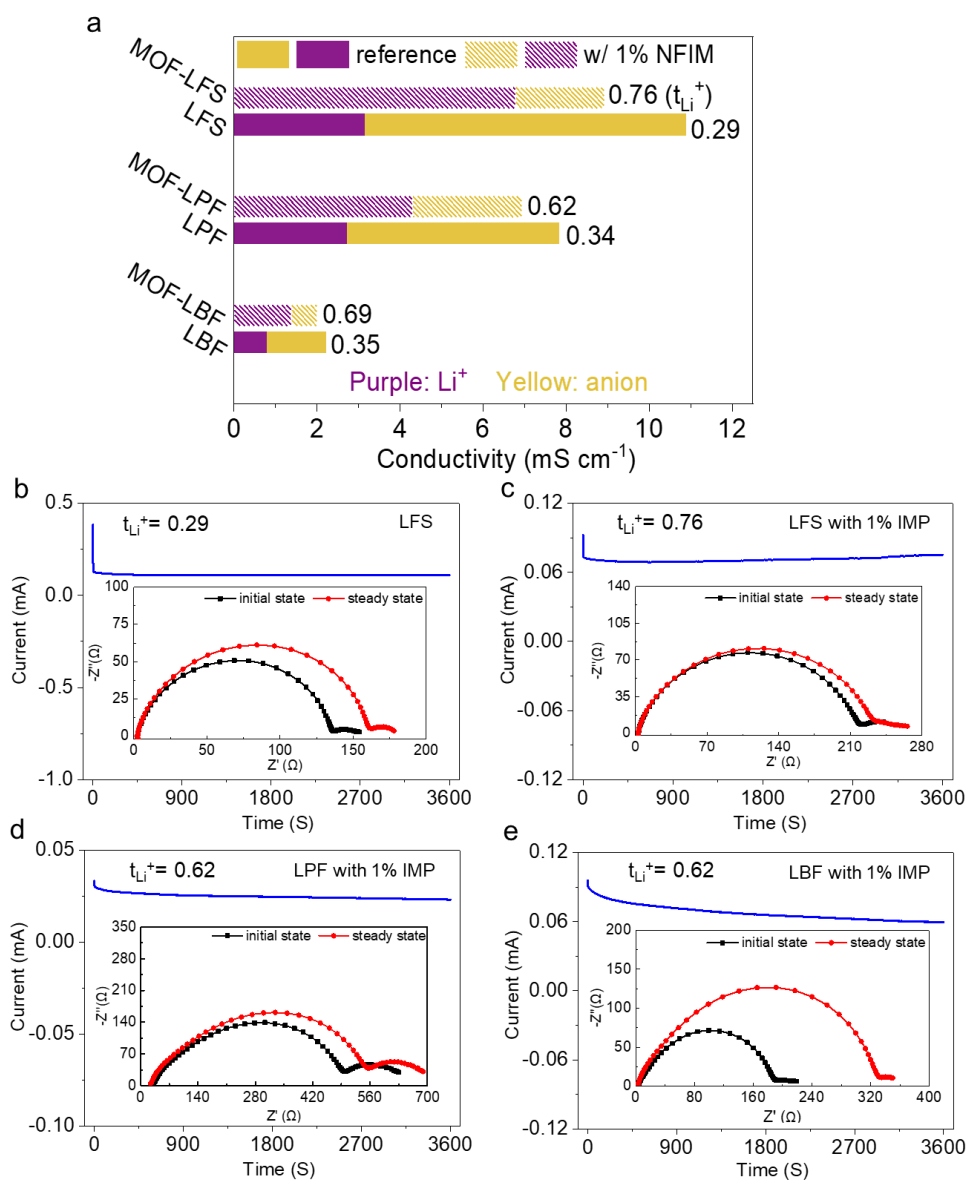 a
reference w/ 1% NFIM
MOF-LFS 0.76 (tLi+)
LFS 0.29
MOF-LPF 0.62
LPF 0.34
MOF-LBF 0.69
LBF 0.35
Purple: Li+ Yellow: anion
0 2 4 6 8 10 12
Conductivity (mS cm-1)
b
tLi+= 0.29 LFS
0.5
0.0
-0.5
-1.0
Current (mA)
initial state steady state
100
75
50
25
0
-Z''(Ω)
0 50 100 150 200
Z' (Ω)
0 900 1800 2700 3600
Time (S)
c
tLi+= 0.76 LFS with 1% IMP
0.12
0.06
0.00
-0.06
-0.12
Current (mA)
initial state steady state
140
105
70
35
0
-Z''(Ω)
0 70 140 210 280
Z' (Ω)
0 900 1800 2700 3600
Time (S)
d
tLi+= 0.62 LPF with 1% IMP
0.05
0.00
-0.05
-0.10
Current (mA)
initial state steady state
350
280
210
140
70
0
-Z''(Ω)
0 140 280 420 560 700
Z' (Ω)
0 900 1800 2700 3600
Time (S)
e
tLi+= 0.62 LBF with 1% IMP
0.12
0.06
0.00
-0.06
-0.12
Current (mA)
initial state steady state
200
150
100
50
0
-Z''(Ω)
0 80 160 240 320 400
Z' (Ω)
0 900 1800 2700 3600
Time (S)